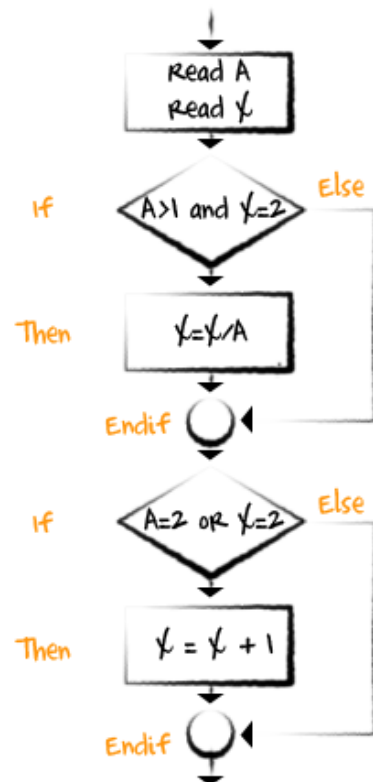 Read A
Read X
If
A>1 and X=2
Else
Then
X=X/A
Endif
If
A=2 OR X=2
Else
Then
X = X + 1
Endif